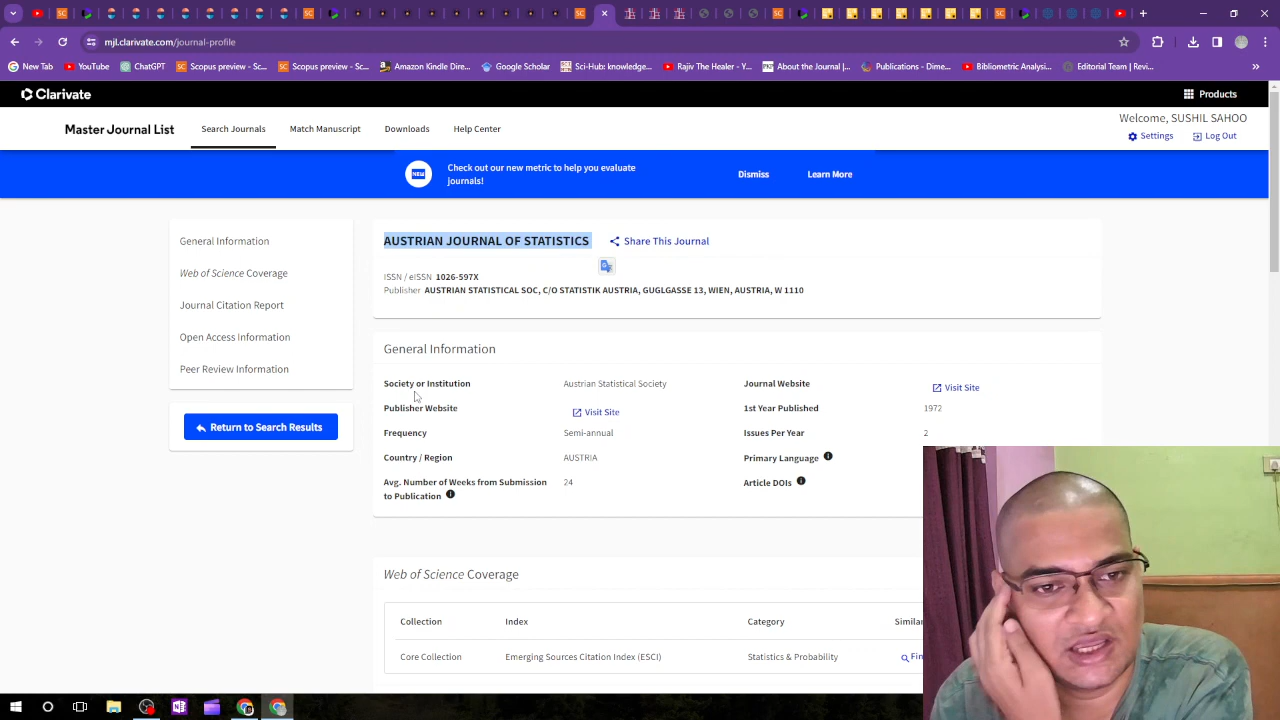 mjl.clarivate.com/journal-profile
New Tab YouTube ChatGPT Scopus preview - Sc... Scopus preview - Sc... Amazon Kindle Dire... Google Scholar Sci-Hub: knowledge... Rajiv The Healer - Y... About the Journal |... Publications - Dime... Bibliometric Analysi... Editorial Team | Revi... »
Clarivate Products
Master Journal List Search Journals Match Manuscript Downloads Help Center Welcome, SUSHIL SAHOO
Settings Log Out
NEW Check out our new metric to help you evaluate
journals! Dismiss Learn More
General Information
Web of Science Coverage
Journal Citation Report
Open Access Information
Peer Review Information
Return to Search Results
AUSTRIAN JOURNAL OF STATISTICS Share This Journal
ISSN / eISSN 1026-597X
Publisher AUSTRIAN STATISTICAL SOC, C/O STATISTIK AUSTRIA, GUGLGASSE 13, WIEN, AUSTRIA, W 1110
General Information
Society or Institution Austrian Statistical Society Journal Website Visit Site
Publisher Website Visit Site 1st Year Published 1972
Frequency Semi-annual Issues Per Year 2
Country / Region AUSTRIA Primary Language
Avg. Number of Weeks from Submission
to Publication 24 Article DOIs
Web of Science Coverage
Collection Index Category Similar
Core Collection Emerging Sources Citation Index (ESCI) Statistics & Probability Fin